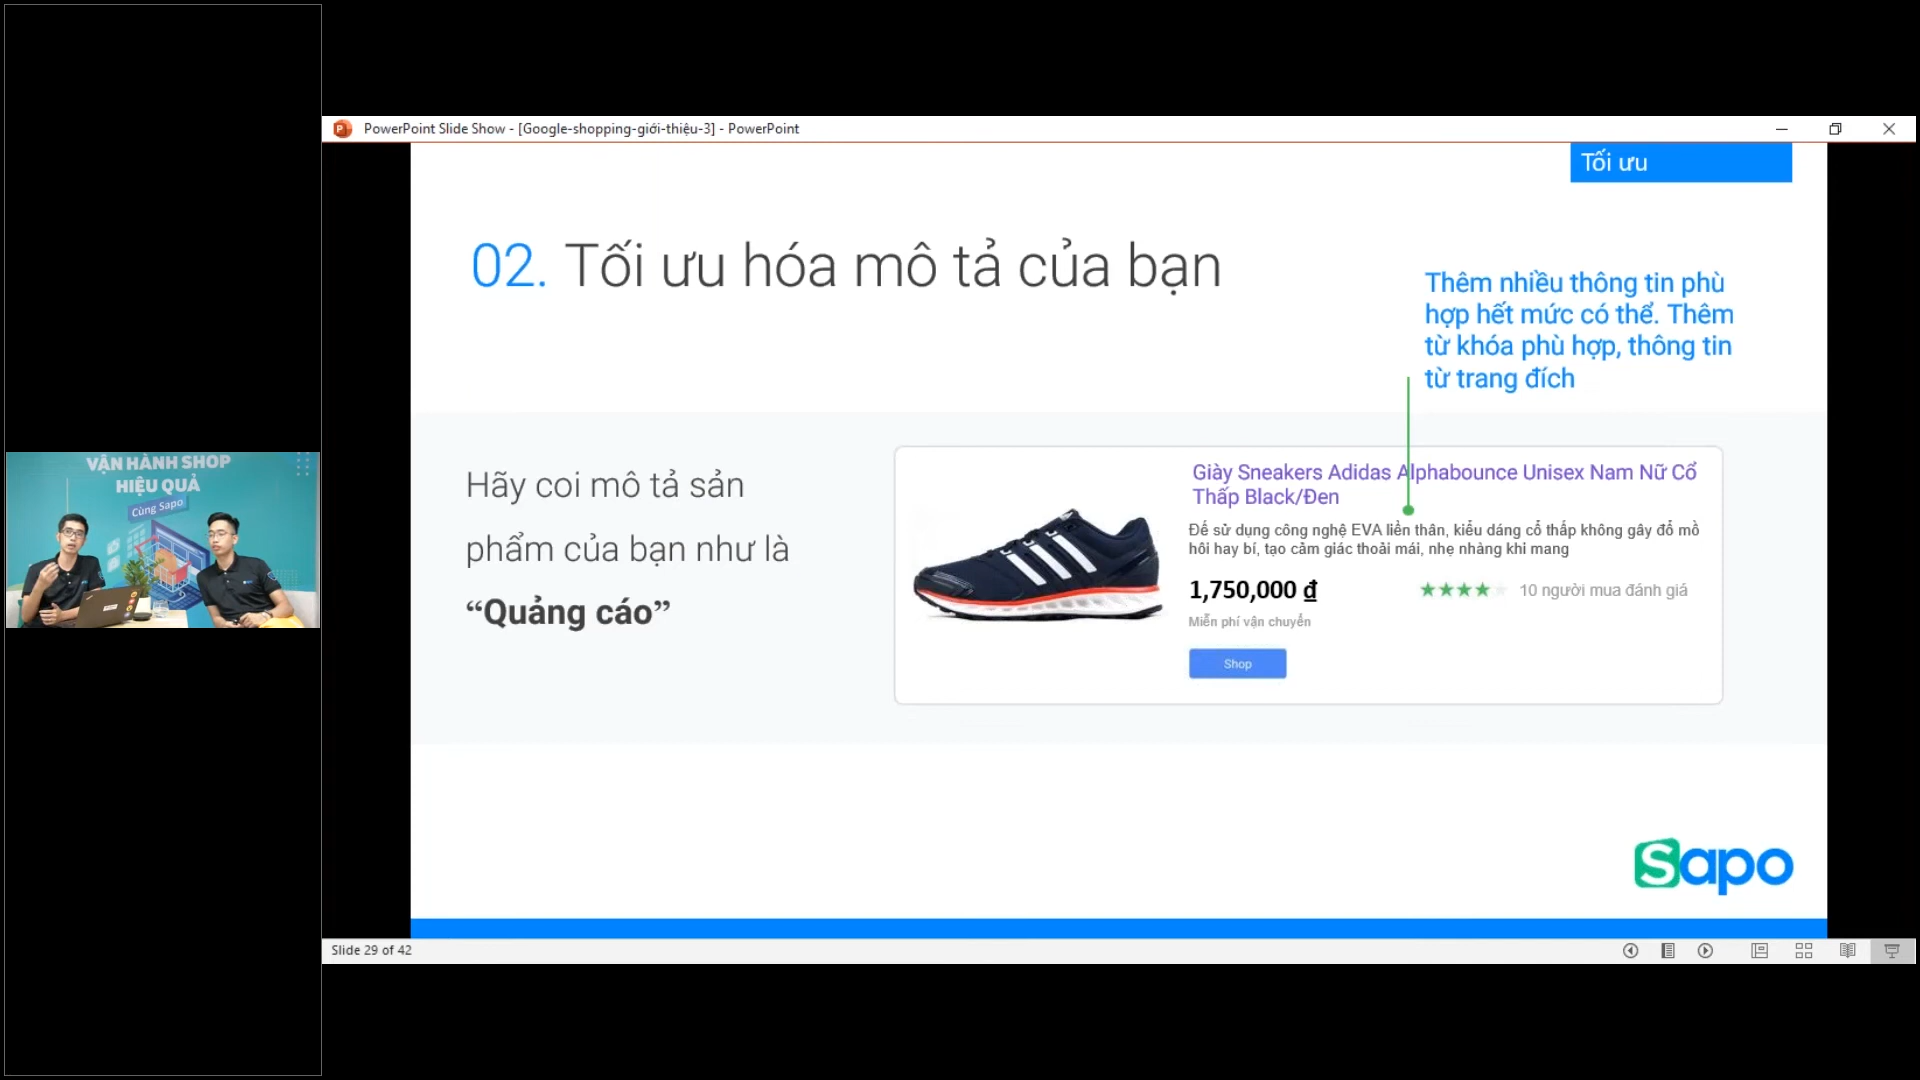 VẬN HÀNH SHOP
HIỆU QUẢ
Cùng Sapo
PowerPoint Slide Show - [Google-shopping-giới-thiệu-3] - PowerPoint
Tối ưu
02. Tối ưu hóa mô tả của bạn
Thêm nhiều thông tin phù
hợp hết mức có thể. Thêm
từ khóa phù hợp, thông tin
từ trang đích
Hãy coi mô tả sản
phẩm của bạn như là
“Quảng cáo”
Giày Sneakers Adidas Alphabounce Unisex Nam Nữ Cổ
Thấp Black/Đen
Đế sử dụng công nghệ EVA liền thân, kiểu dáng cổ thấp không gây đổ mồ
hôi hay bí, tạo cảm giác thoải mái, nhẹ nhàng khi mang
1,750,000 ₫
10 người mua đánh giá
Miễn phí vận chuyển
Shop
Sapo
Slide 29 of 42